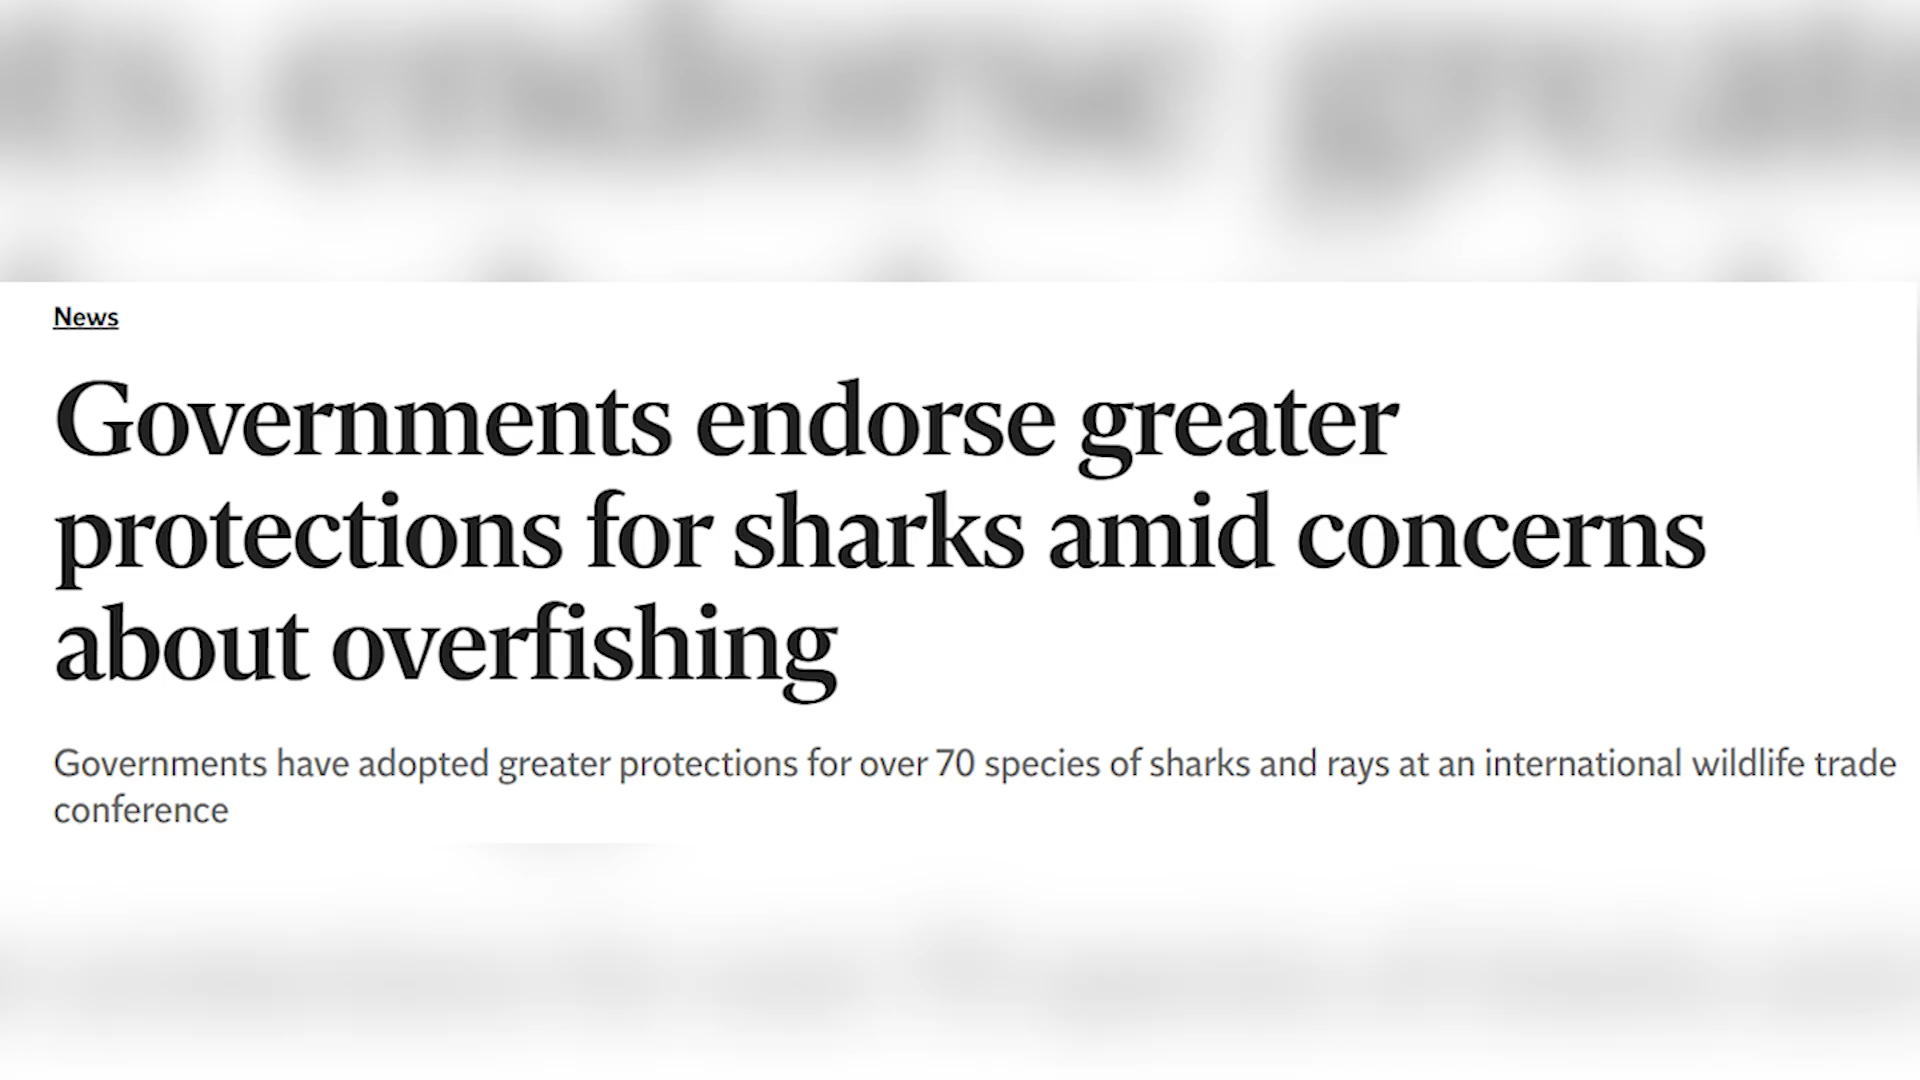 News
Governments endorse greater
protections for sharks amid concerns
about overfishing
Governments have adopted greater protections for over 70 species of sharks and rays at an international wildlife trade
conference